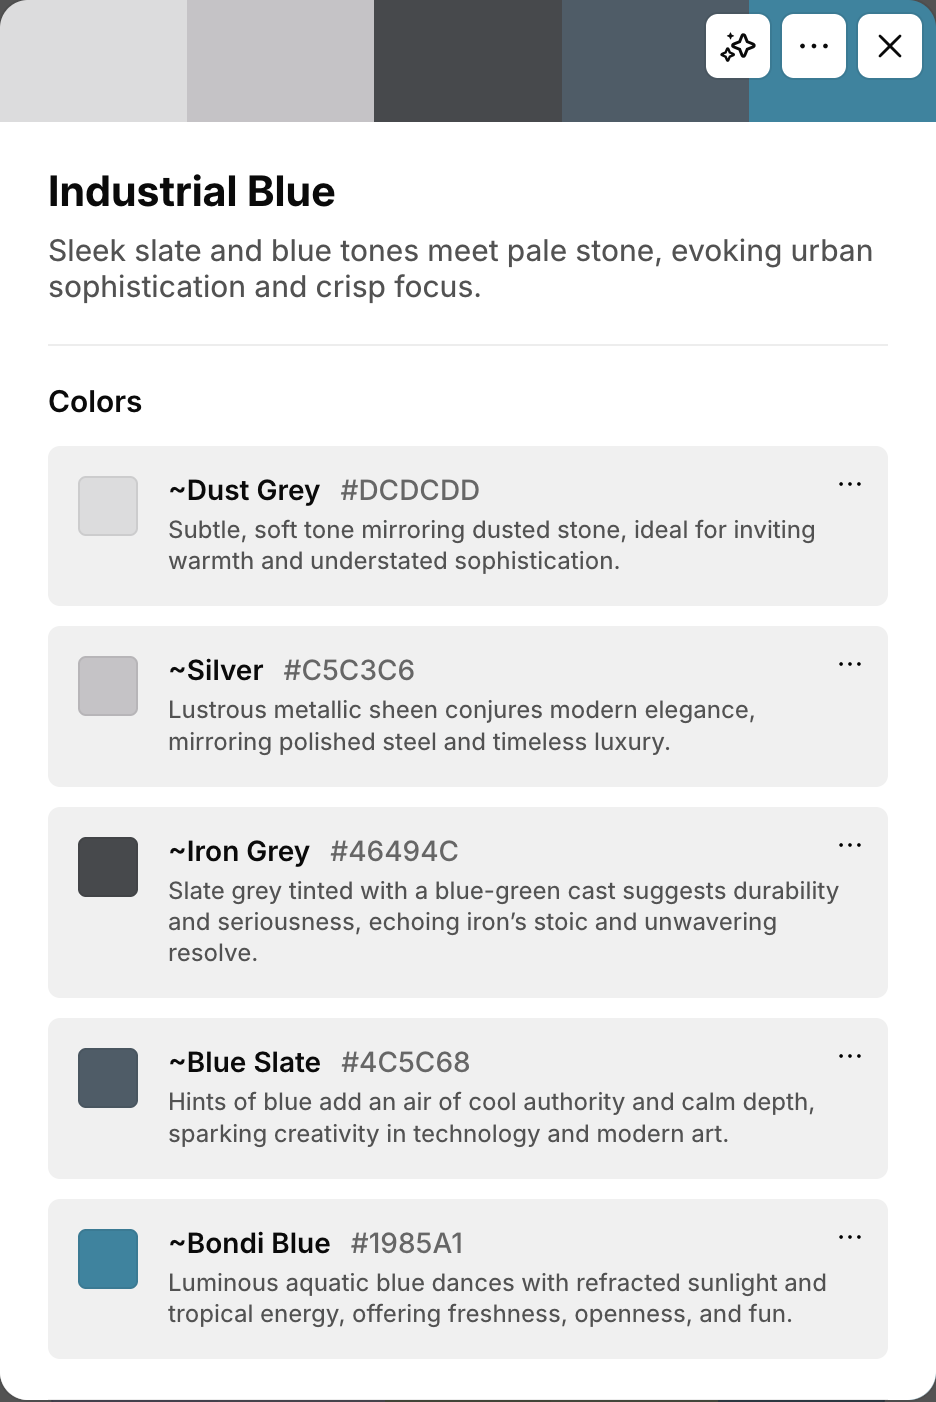 Industrial Blue
Sleek slate and blue tones meet pale stone, evoking urban
sophistication and crisp focus.
Colors
~Dust Grey #DCDCDD
Subtle, soft tone mirroring dusted stone, ideal for inviting
warmth and understated sophistication.
~Silver #C5C3C6
Lustrous metallic sheen conjures modern elegance,
mirroring polished steel and timeless luxury.
~Iron Grey #46494C
Slate grey tinted with a blue-green cast suggests durability
and seriousness, echoing iron’s stoic and unwavering
resolve.
~Blue Slate #4C5C68
Hints of blue add an air of cool authority and calm depth,
sparking creativity in technology and modern art.
~Bondi Blue #1985A1
Luminous aquatic blue dances with refracted sunlight and
tropical energy, offering freshness, openness, and fun.